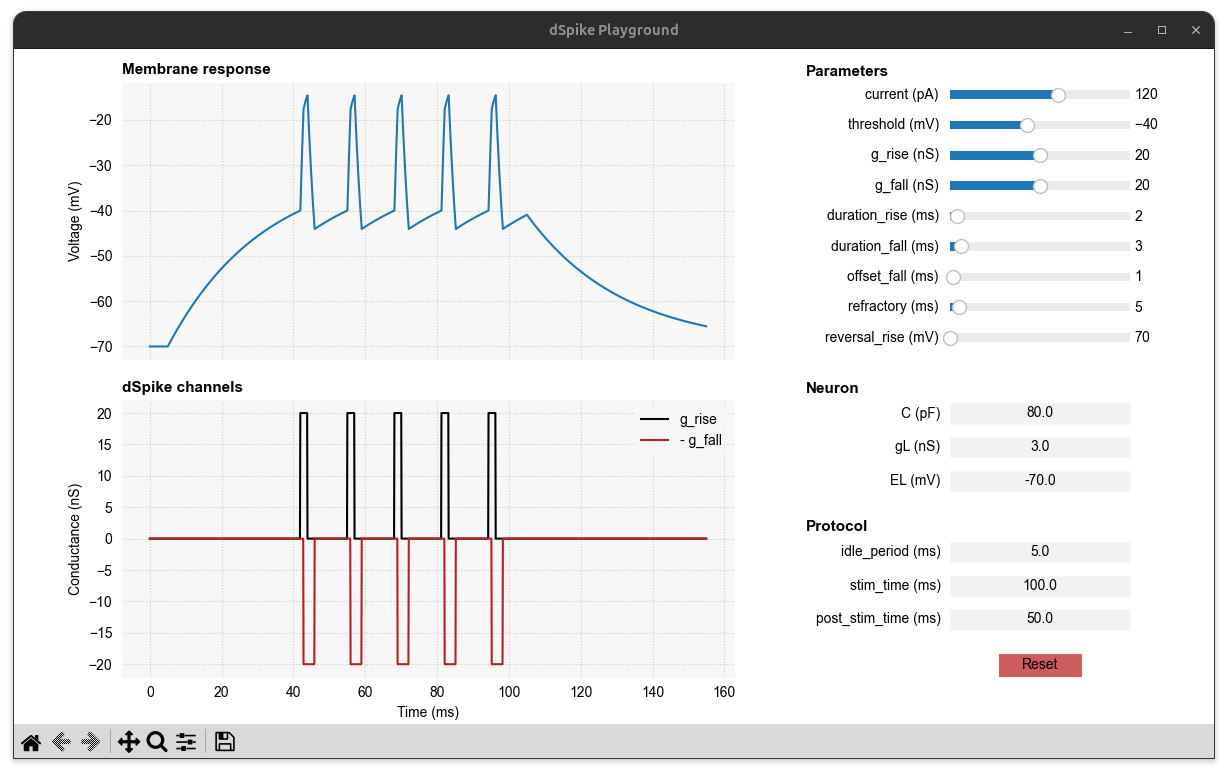 dSpike Playground
Membrane response
Voltage (mV)
−20
−30
−40
−50
−60
−70
dSpike channels
g_rise
- g_fall
Conductance (nS)
20
15
10
5
0
−5
−10
−15
−20
0 20 40 60 80 100 120 140 160
Time (ms)
Parameters
current (pA) 120
threshold (mV) −40
g_rise (nS) 20
g_fall (nS) 20
duration_rise (ms) 2
duration_fall (ms) 3
offset_fall (ms) 1
refractory (ms) 5
reversal_rise (mV) 70
Neuron
C (pF) 80.0
gL (nS) 3.0
EL (mV) -70.0
Protocol
idle_period (ms) 5.0
stim_time (ms) 100.0
post_stim_time (ms) 50.0
Reset